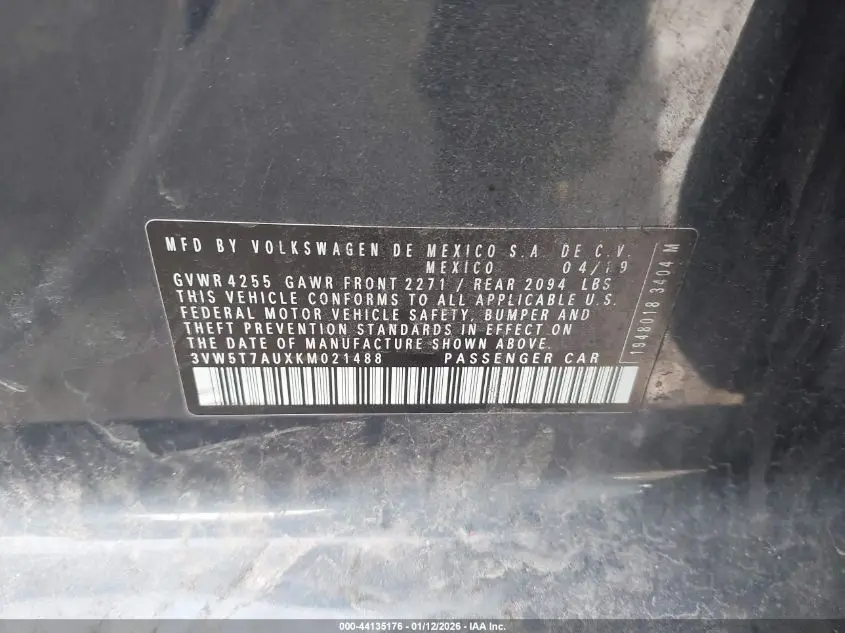 MFD BY VOLKSWAGEN DE MEXICO S.A. DE C.V.
MEXICO 04/19
GVWR 4255 GAWR FRONT 2271 / REAR 2094 LBS
THIS VEHICLE CONFORMS TO ALL APPLICABLE U.S.
FEDERAL MOTOR VEHICLE SAFETY, BUMPER AND
THEFT PREVENTION STANDARDS IN EFFECT ON
THE DATE OF MANUFACTURE SHOWN ABOVE.
3VW5T7AUXKM021488 PASSENGER CAR
1948018 3404 M
000-44135176 - 01/12/2026 - IAA Inc.